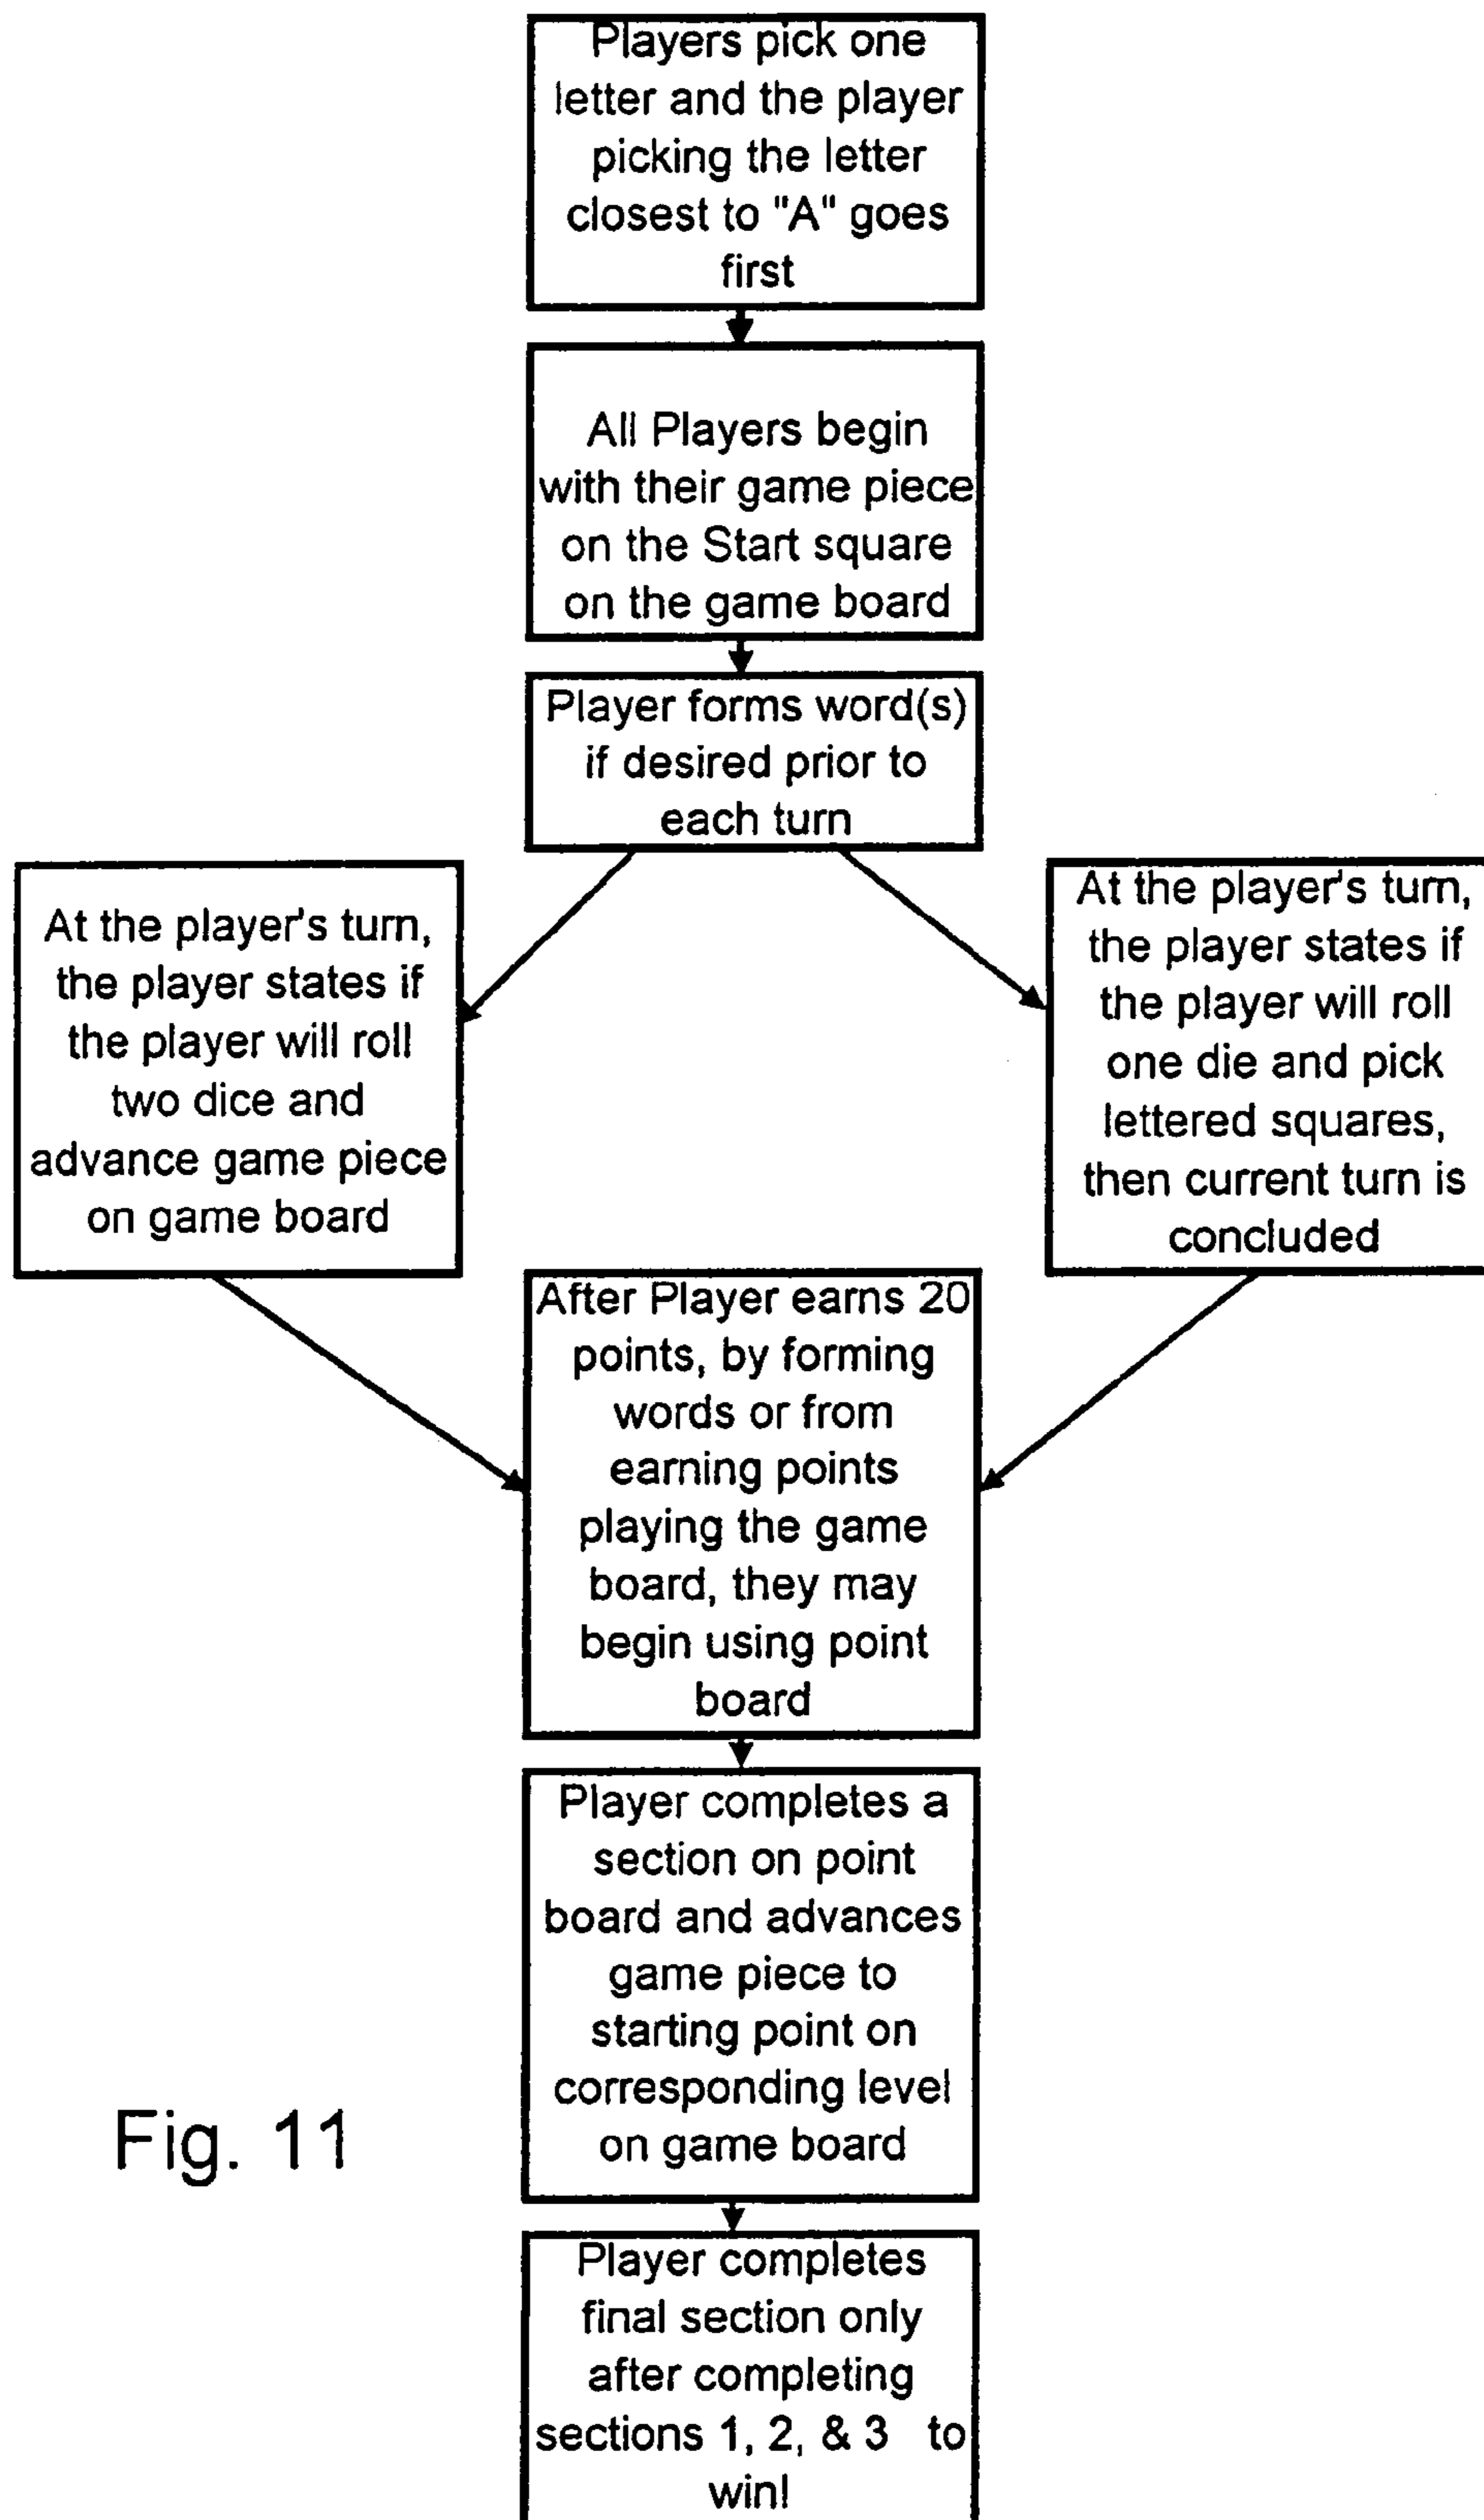 Players pick one
letter and the player
picking the letter
closest to "A" goes
first
All Players begin
with their game piece
on the Start square
on the game board
Player forms word(s)
if desired prior to
each turn
At the player's turn,
the player states if
the player will roll
two dice and
advance game piece
on game board
At the player's turn,
the player states if
the player will roll
one die and pick
lettered squares,
then current turn is
concluded
After Player earns 20
points, by forming
words or from
earning points
playing the game
board, they may
begin using point
board
Player completes a
section on point
board and advances
game piece to
starting point on
corresponding level
on game board
Player completes
final section only
after completing
sections 1, 2, & 3 to
win!
Fig. 11